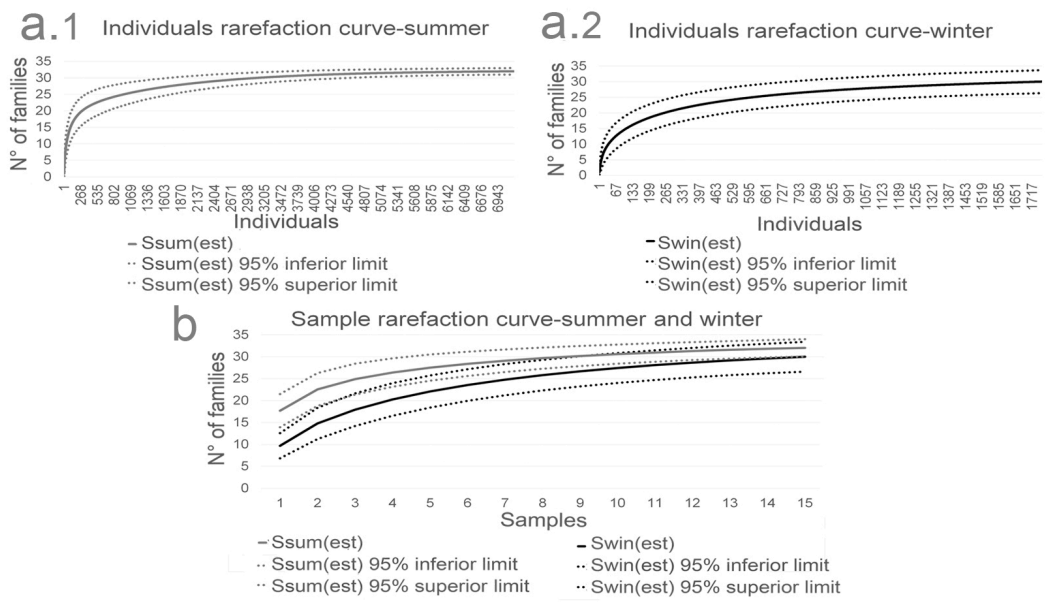 a.1 Individuals rarefaction curve-summer
35
30
25
20
15
10
5
0
N° of families
1 268 535 802 1069 1336 1603 1870 2137 2404 2671 2938 3205 3472 3739 4006 4273 4540 4807 5074 5341 5608 5875 6142 6409 6676 6943
Individuals
Ssum(est)
Ssum(est) 95% inferior limit
Ssum(est) 95% superior limit
a.2 Individuals rarefaction curve-winter
35
30
25
20
15
10
5
0
N° of families
1 67 133 199 265 331 397 463 529 595 661 727 793 859 925 991 1057 1123 1189 1255 1321 1387 1453 1519 1585 1651 1717
Individuals
Swin(est)
Swin(est) 95% inferior limit
Swin(est) 95% superior limit
b Sample rarefaction curve-summer and winter
35
30
25
20
15
10
5
0
N° of families
1 2 3 4 5 6 7 8 9 10 11 12 13 14 15
Samples
Ssum(est)
Ssum(est) 95% inferior limit
Ssum(est) 95% superior limit
Swin(est)
Swin(est) 95% inferior limit
Swin(est) 95% superior limit